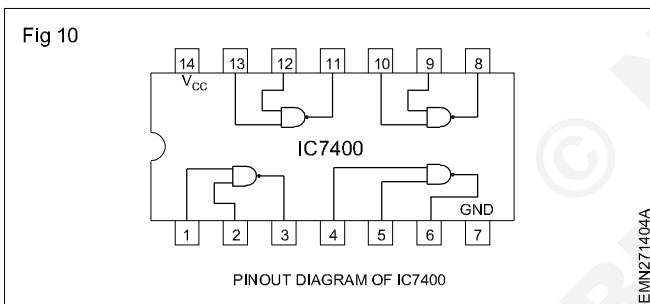 Fig 10
14 13 12 11 10 9 8
V_CC
IC7400
GND
1 2 3 4 5 6 7
PINOUT DIAGRAM OF IC7400
EMN271404A
©